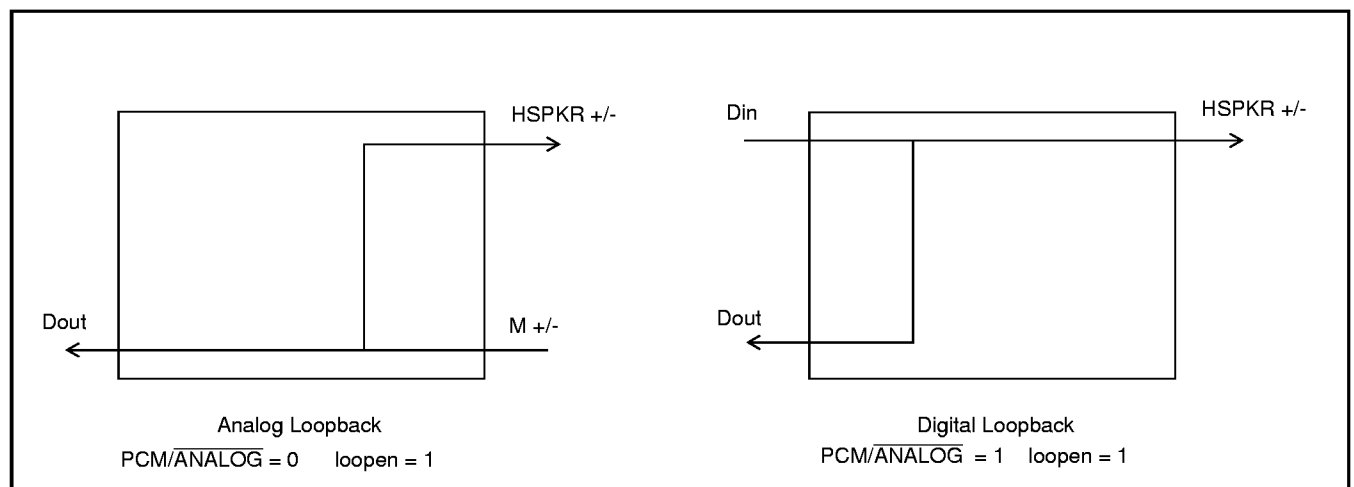 HSPKR +/-
Dout
M +/-
Analog Loopback
PCM/ANALOG = 0 loopen = 1
Din
HSPKR +/-
Dout
Digital Loopback
PCM/ANALOG = 1 loopen = 1